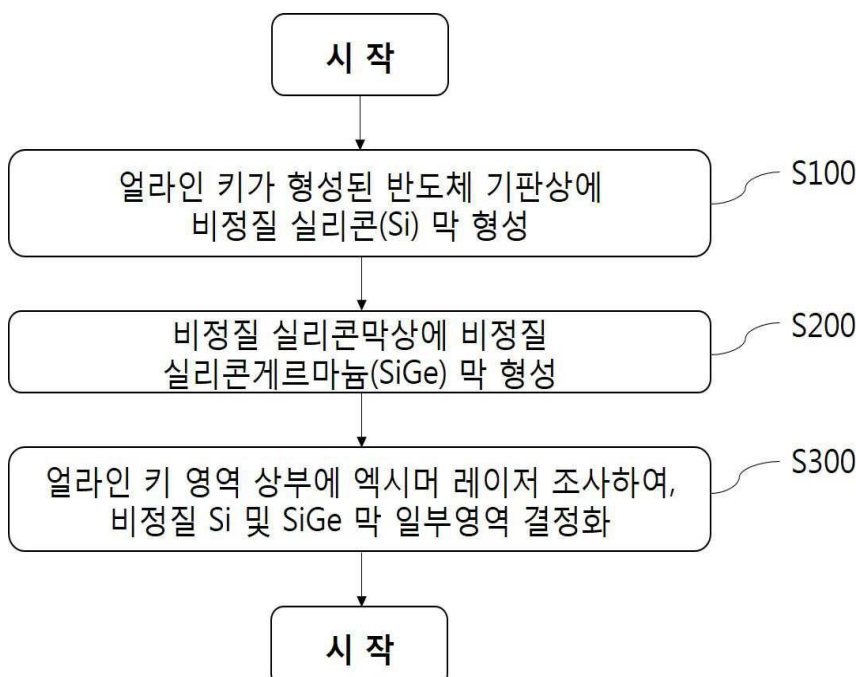 시 작
얼라인 키가 형성된 반도체 기판상에
비정질 실리콘(Si) 막 형성
S100
비정질 실리콘막상에 비정질
실리콘게르마늄(SiGe) 막 형성
S200
얼라인 키 영역 상부에 엑시머 레이저 조사하여,
비정질 Si 및 SiGe 막 일부영역 결정화
S300
시 작